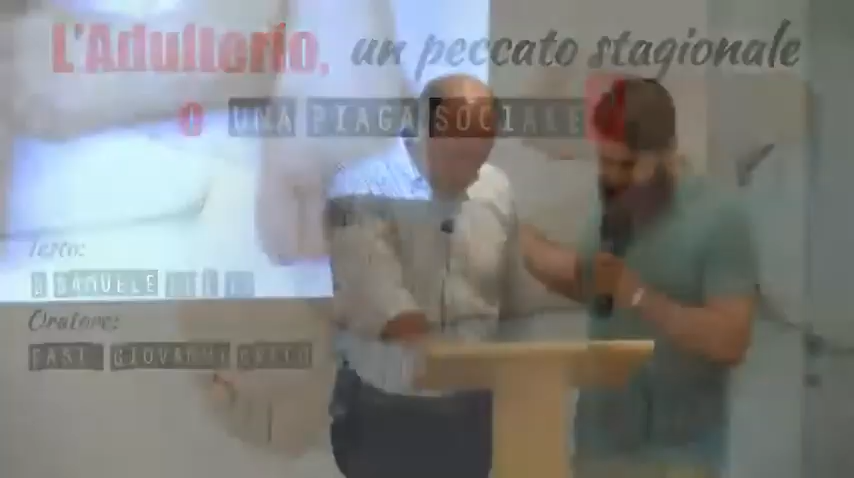 L'Adulterio, un peccato stagionale
o UNA PIAGA SOCIALE?
Testo:
2 SAMUELE
Oratore:
PAST. GIOVANNI